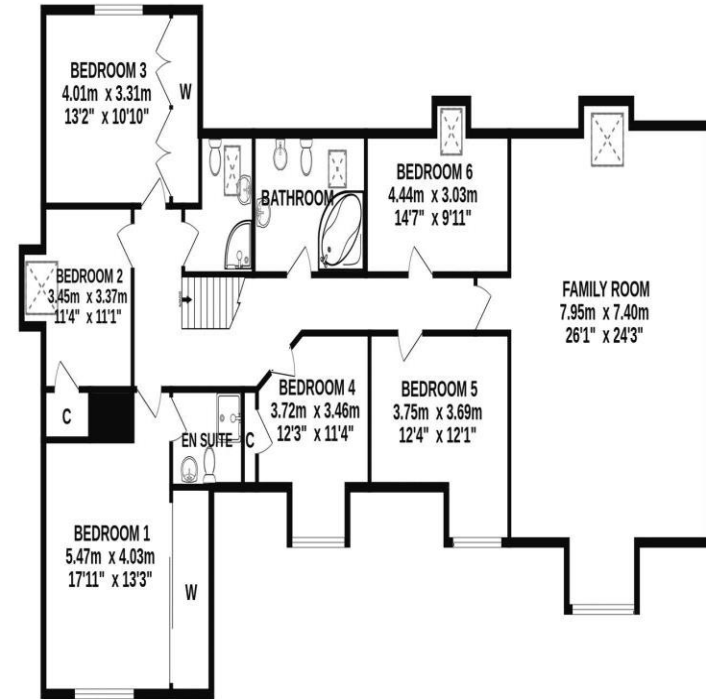 BEDROOM 3
4.01m x 3.31m
13'2" x 10'10"
W
BATHROOM
BEDROOM 6
4.44m x 3.03m
14'7" x 9'11"
BEDROOM 2
3.45m x 3.37m
11'4" x 11'1"
FAMILY ROOM
7.95m x 7.40m
26'1" x 24'3"
C
EN SUITE
C
BEDROOM 4
3.72m x 3.46m
12'3" x 11'4"
BEDROOM 5
3.75m x 3.69m
12'4" x 12'1"
BEDROOM 1
5.47m x 4.03m
17'11" x 13'3"
W